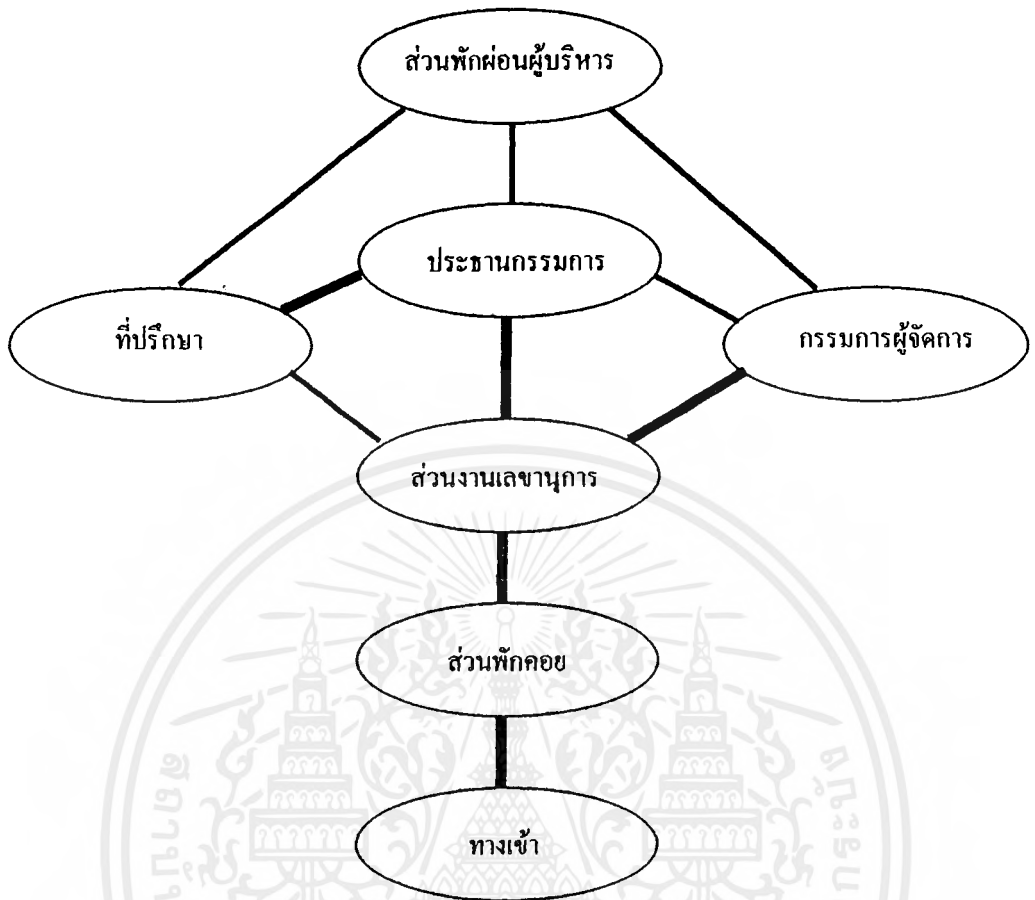 ส่วนพักผ่อนผู้บริหาร
ประธานกรรมการ
ที่ปรึกษา
กรรมการผู้จัดการ
ส่วนงานเลขานุการ
ส่วนพักคอย
ทางเข้า